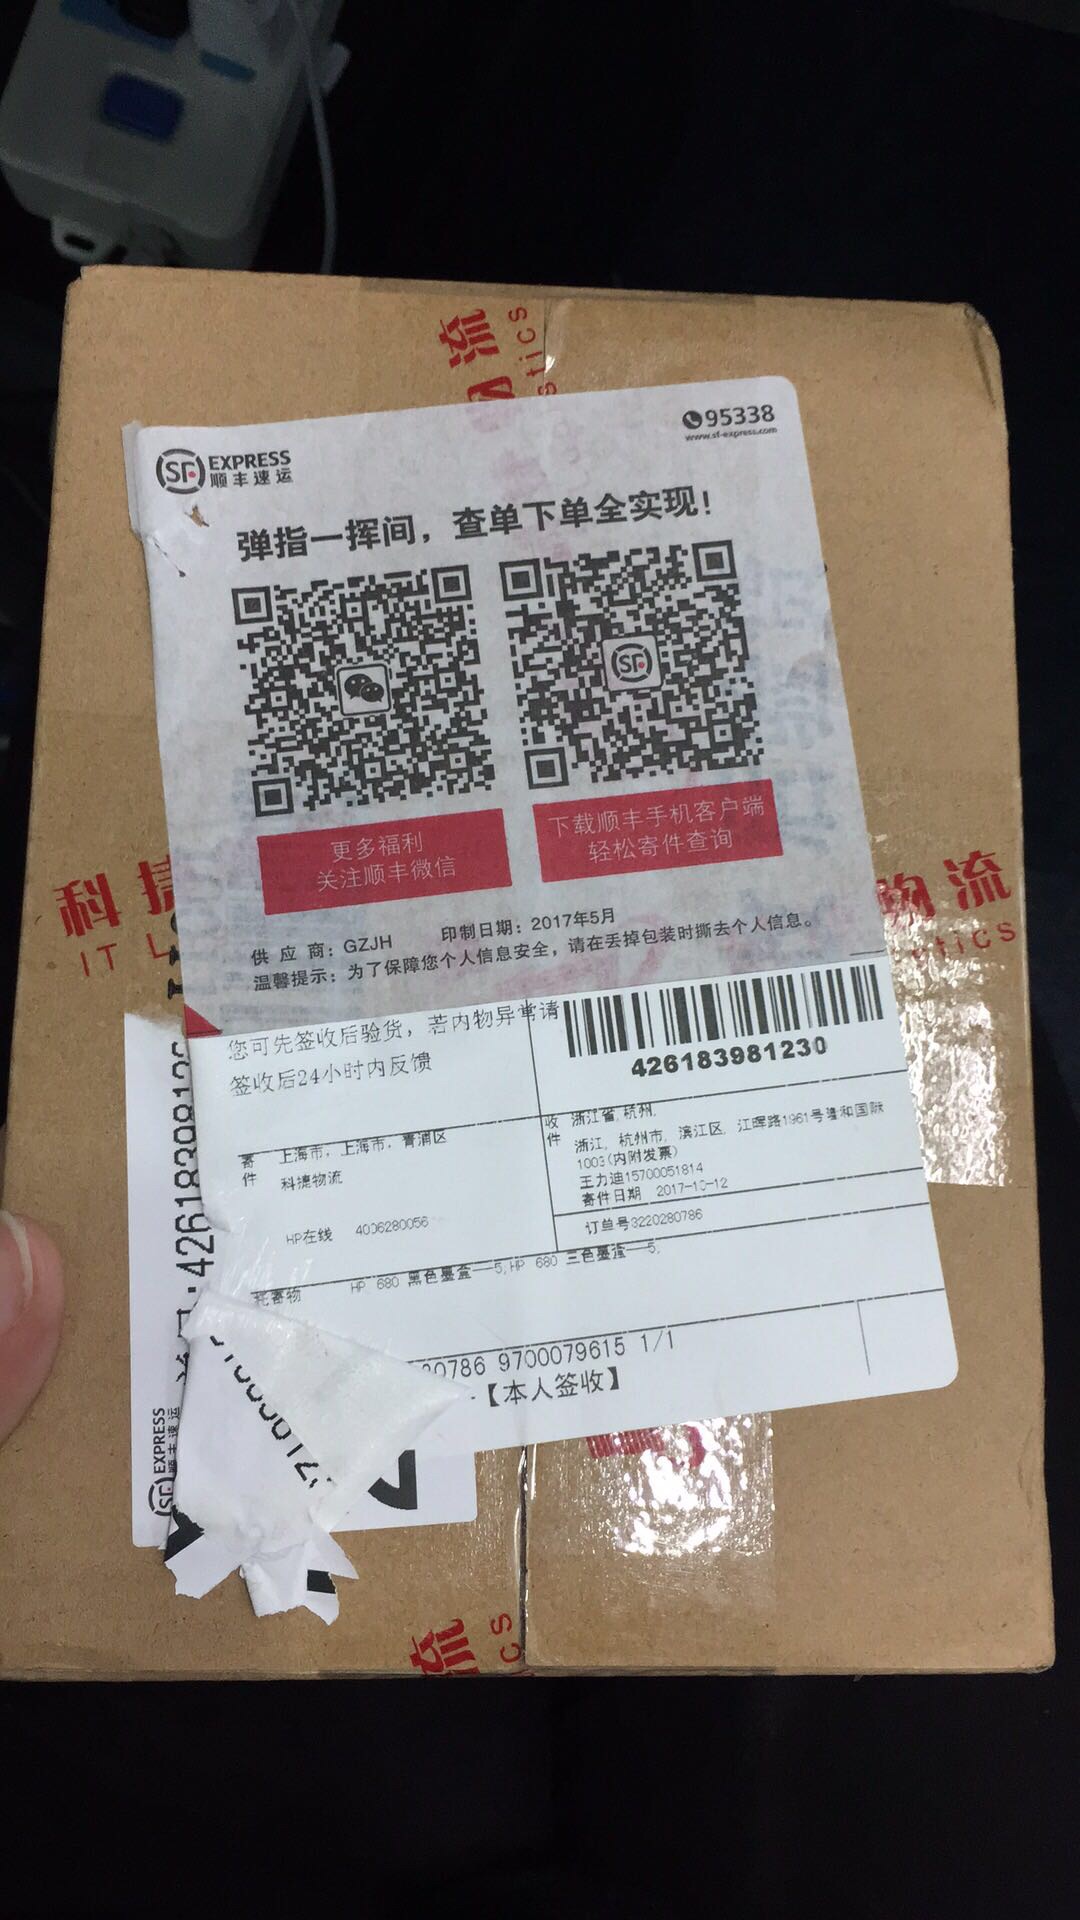 流
stics
SF EXPRESS
顺丰速运
95338
www.sf-express.com
弹指一挥间，查单下单全实现！
更多福利
关注顺丰微信
下载顺丰手机客户端
轻松寄件查询
供 应 商：GZJH 印制日期：2017年5月
温馨提示：为了保障您个人信息安全，请在丢掉包装时撕去个人信息。
科捷
IT L
物流
stics
您可先签收后验货，若内物异常请
签收后24小时内反馈
426183981230
寄件
上海市，上海市，青浦区
科捷物流
HP在线 4006280056
收件
浙江省,杭州,
浙江，杭州市，滨江区，江晖路1961号隆和国际
1003(内附发票)
王力迪15700051814
寄件日期 2017-10-12
订单号3220280786
托寄物 HP 680 黑色墨盒——5,HP 680 三色墨盒——5,
20786 9700079615 1/1
【本人签收】
SF EXPRESS
顺丰速运
流
cs